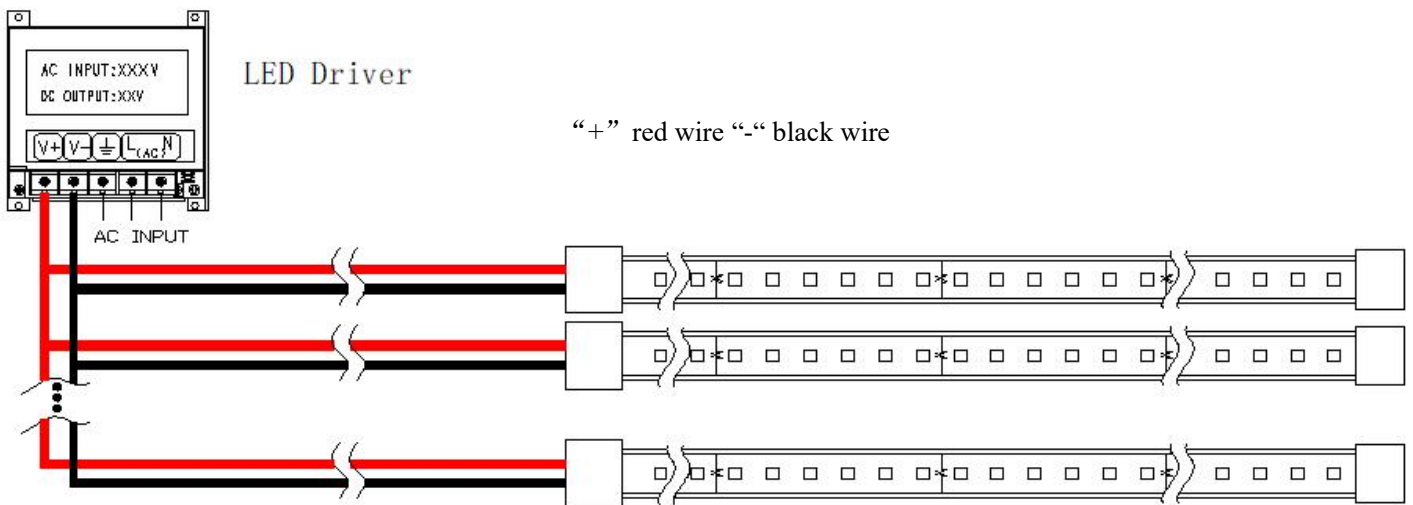 AC INPUT:XXXV
DC OUTPUT:XXV
LED Driver
“+” red wire “-“ black wire
V+ V- L(AC)N
AC INPUT